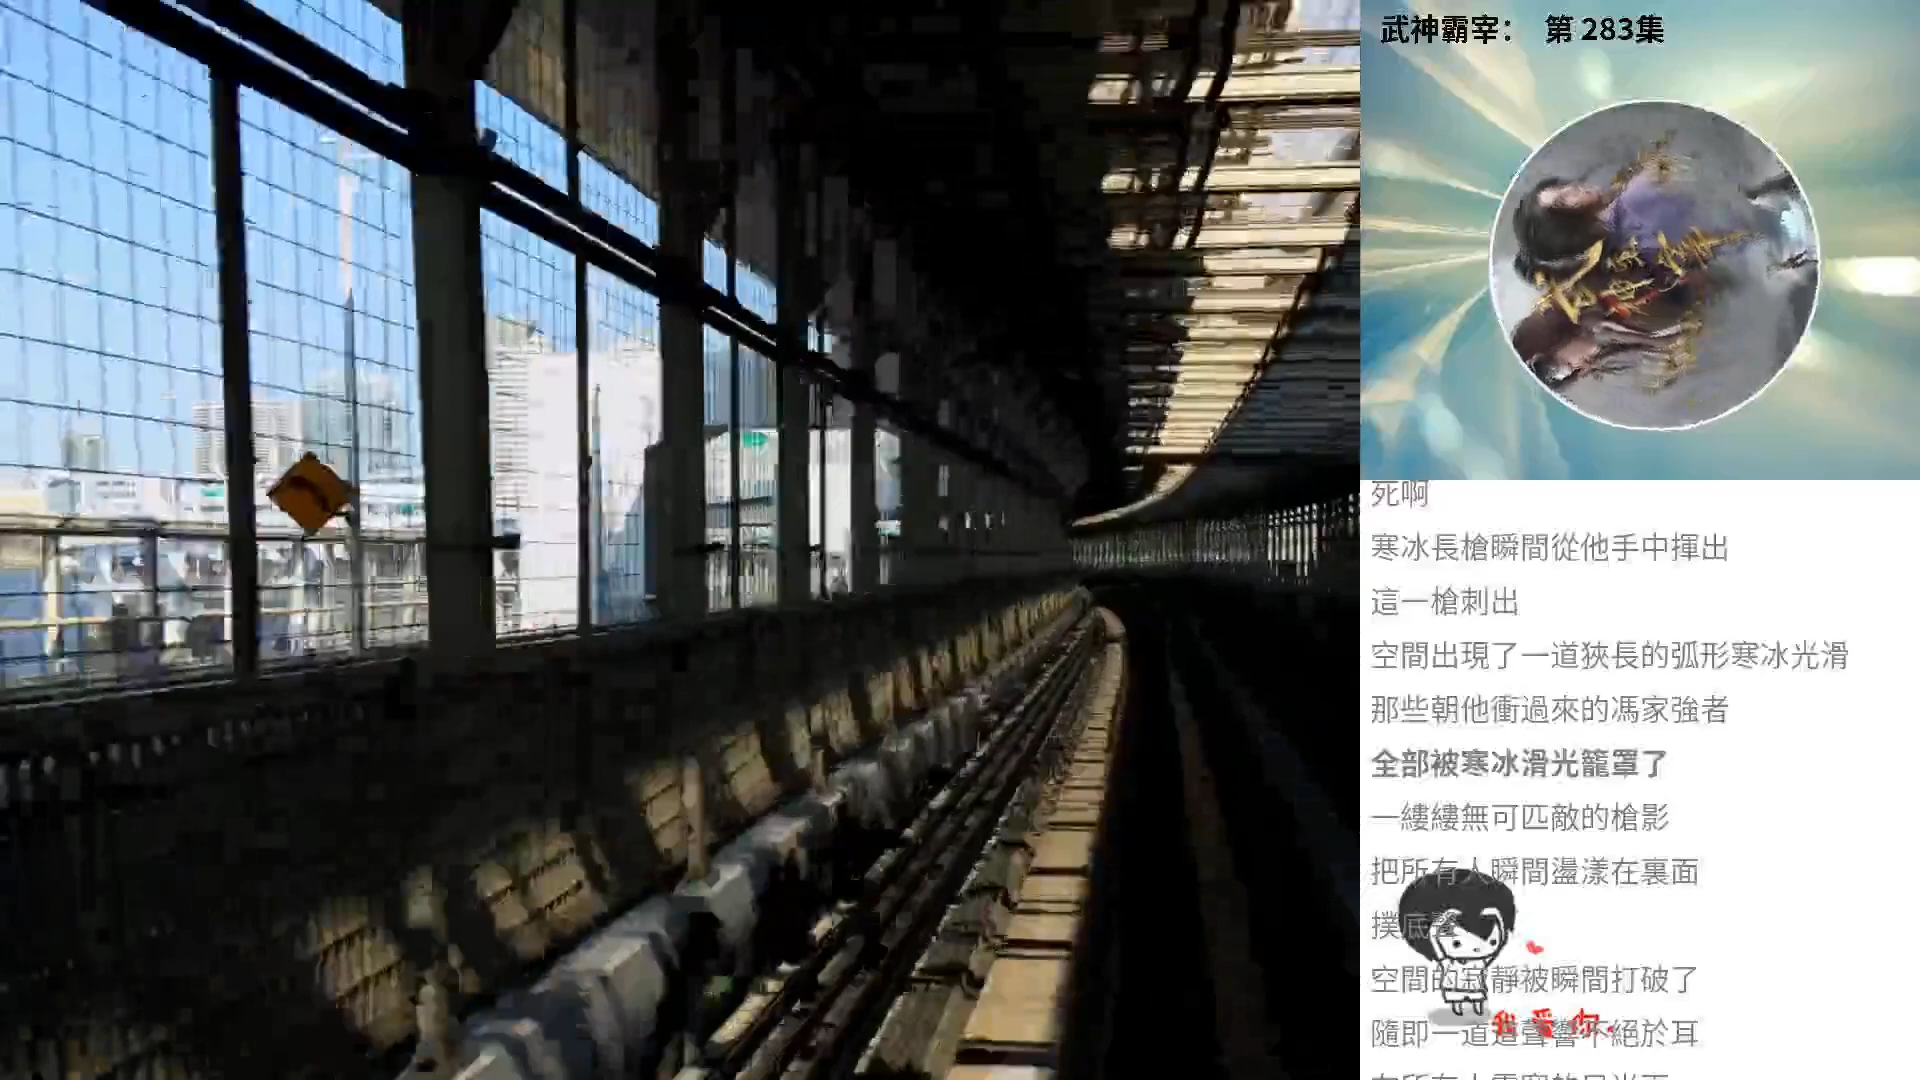 武神霸宰： 第 283集
死啊
寒冰長槍瞬間從他手中揮出
這一槍刺出
空間出現了一道狹長的弧形寒冰光滑
那些朝他衝過來的馮家強者
全部被寒冰滑光籠罩了
一縷縷無可匹敵的槍影
把所有人瞬間盪漾在裏面
撲底聲
空間的寂靜被瞬間打破了
隨即一道道聲響不絕於耳
我愛你.